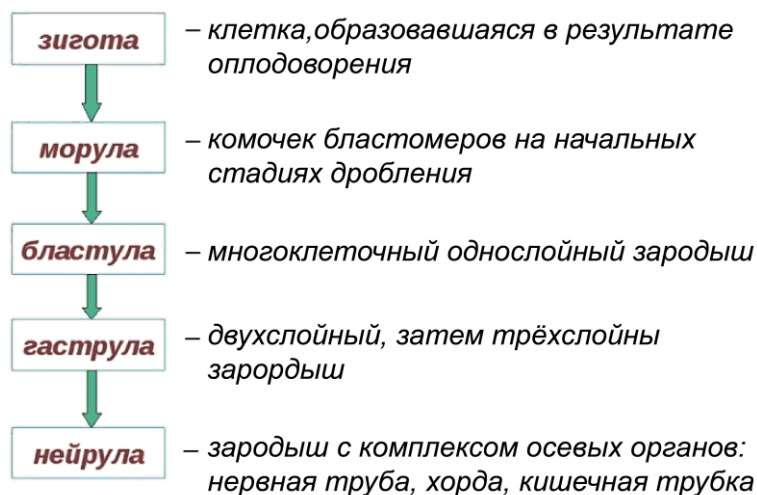 зигота – клетка,образовавшаяся в результате
оплодоворения
морула – комочек бластомеров на начальных
стадиях дробления
бластула – многоклеточный однослойный зародыш
гаструла – двухслойный, затем трёхслойны
зарордыш
нейрула – зародыш с комплексом осевых органов:
нервная труба, хорда, кишечная трубка